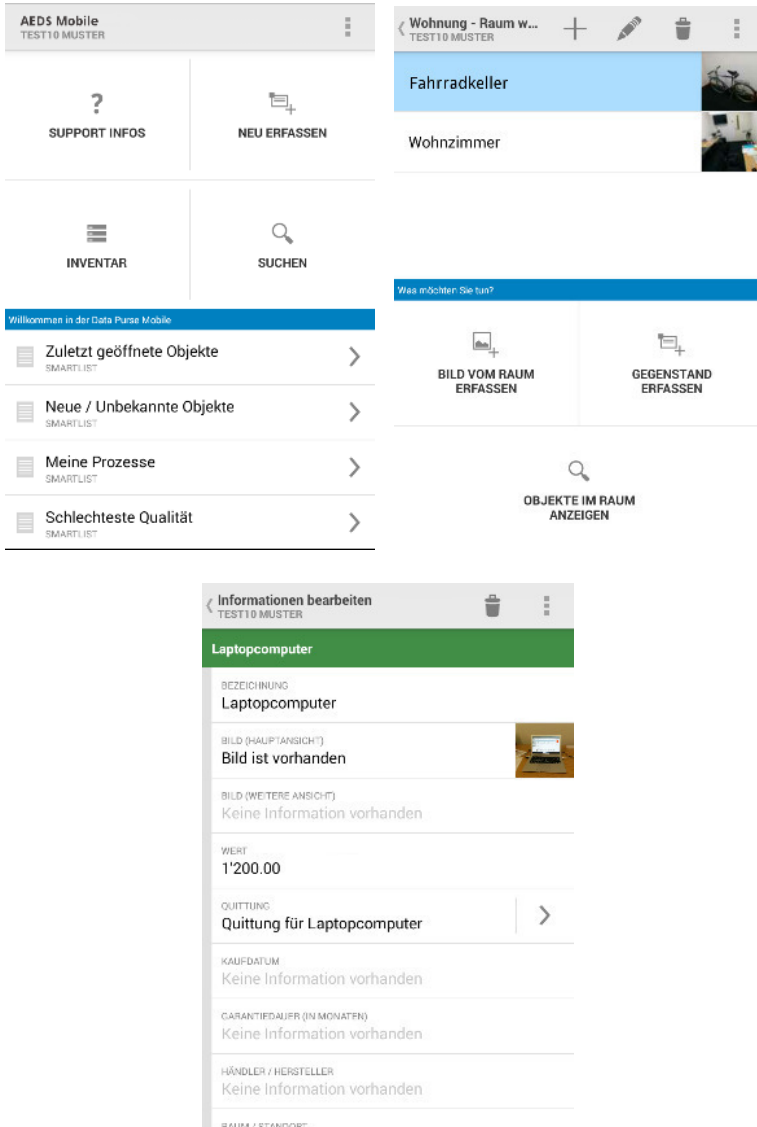 AEDS Mobile
TEST10 MUSTER
?
SUPPORT INFOS
NEU ERFASSEN
INVENTAR
SUCHEN
Willkommen in der Data Purse Mobile
Zuletzt geöffnete Objekte
SMARTLIST
Neue / Unbekannte Objekte
SMARTLIST
Meine Prozesse
SMARTLIST
Schlechteste Qualität
SMARTLIST
Wohnung - Raum w...
TEST10 MUSTER
Fahrradkeller
Wohnzimmer
Was möchten Sie tun?
BILD VOM RAUM
ERFASSEN
GEGENSTAND
ERFASSEN
OBJEKTE IM RAUM
ANZEIGEN
Informationen bearbeiten
TEST10 MUSTER
Laptopcomputer
BEZEICHNUNG
Laptopcomputer
BILD (HAUPTANSICHT)
Bild ist vorhanden
BILD (WEITERE ANSICHT)
Keine Information vorhanden
WERT
1'200.00
QUITTUNG
Quittung für Laptopcomputer
KAUFDATUM
Keine Information vorhanden
GARANTIEDAUER (IN MONATEN)
Keine Information vorhanden
HÄNDLER / HERSTELLER
Keine Information vorhanden
RAUM / STANDORT